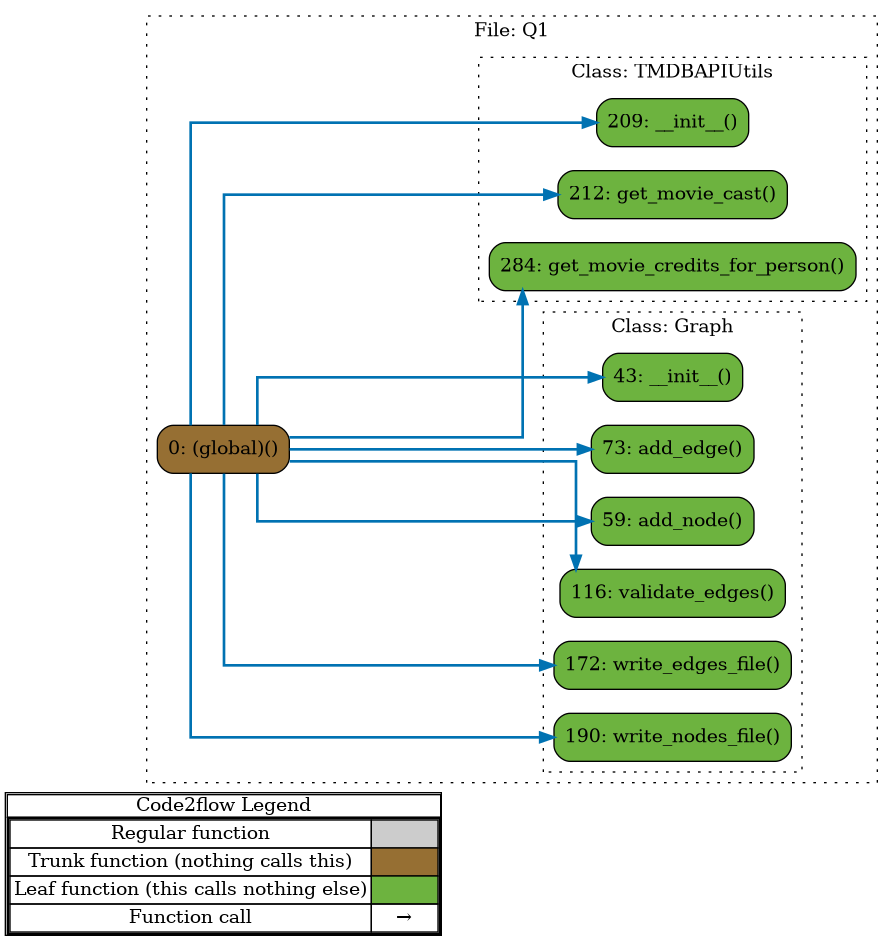 File: Q1
Class: TMDBAPIUtils
209: __init__()
212: get_movie_cast()
284: get_movie_credits_for_person()
Class: Graph
43: __init__()
0: (global)()
73: add_edge()
59: add_node()
116: validate_edges()
172: write_edges_file()
190: write_nodes_file()
Code2flow Legend
Regular function
Trunk function (nothing calls this)
Leaf function (this calls nothing else)
Function call →